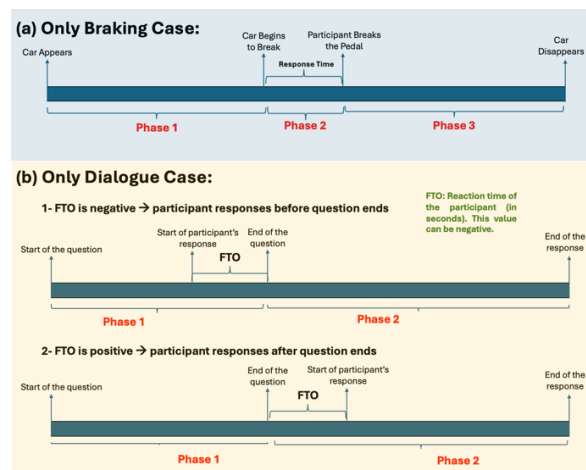 (a) Only Braking Case:
Car Appears
Car Begins
to Break
Participant Breaks
the Pedal
Car
Disappears
Response Time
Phase 1
Phase 2
Phase 3
(b) Only Dialogue Case:
1- FTO is negative → participant responses before question ends
FTO: Reaction time of
the participant (in
seconds). This value
can be negative.
Start of the question
Start of participant's
response
End of the
question
End of the
response
FTO
Phase 1
Phase 2
2- FTO is positive → participant responses after question ends
Start of the question
End of the
question
Start of participant's
response
End of the
response
FTO
Phase 1
Phase 2